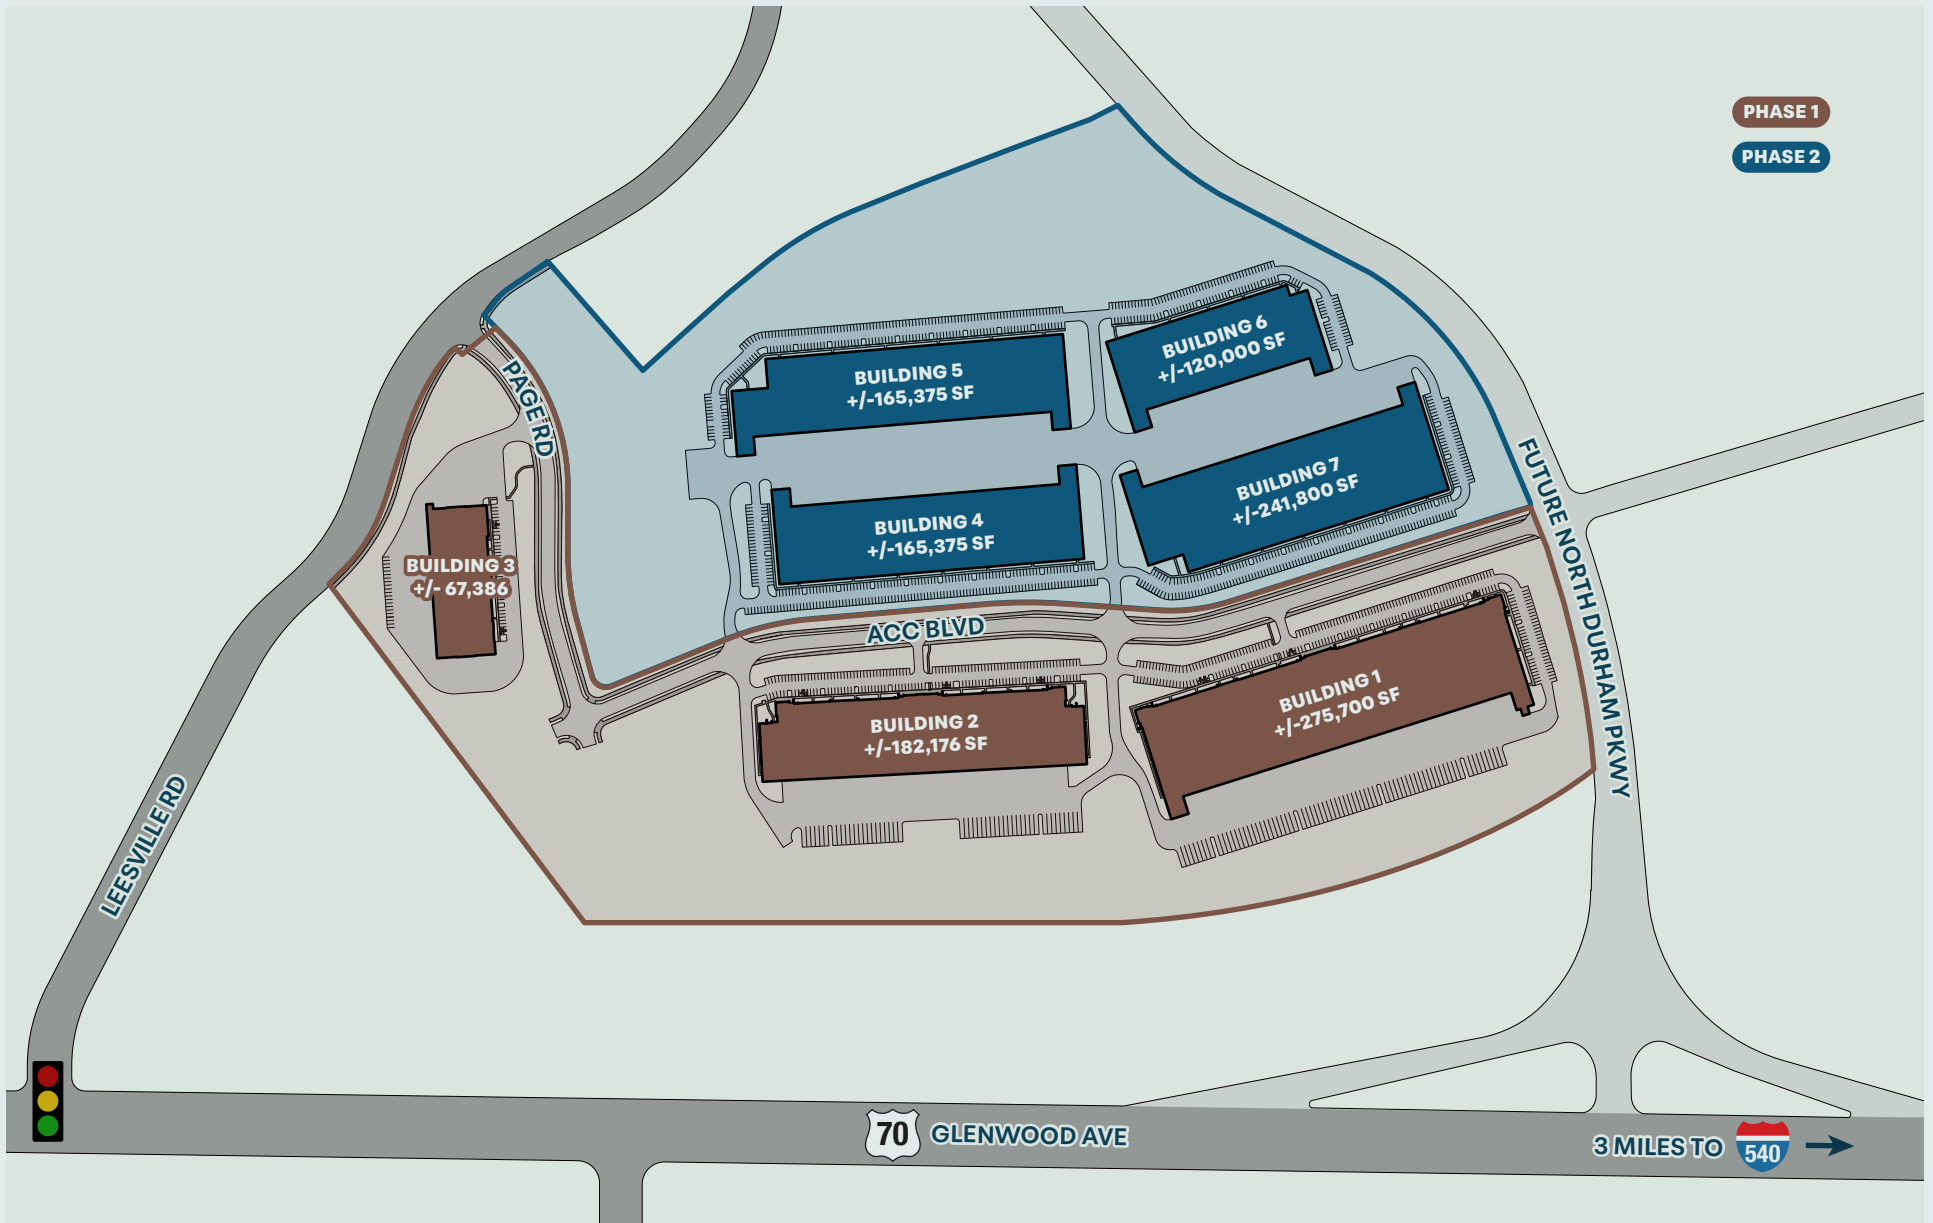 PHASE 1
PHASE 2
BUILDING 6
+/-120,000 SF
BUILDING 5
+/-165,375 SF
PAGE RD
BUILDING 7
+/-241,800 SF
BUILDING 4
+/-165,375 SF
FUTURE NORTH DURHAM PKWY
BUILDING 3
+/- 67,386
ACC BLVD
BUILDING 1
+/-275,700 SF
BUILDING 2
+/-182,176 SF
LEESVILLE RD
70 GLENWOOD AVE
3 MILES TO 540